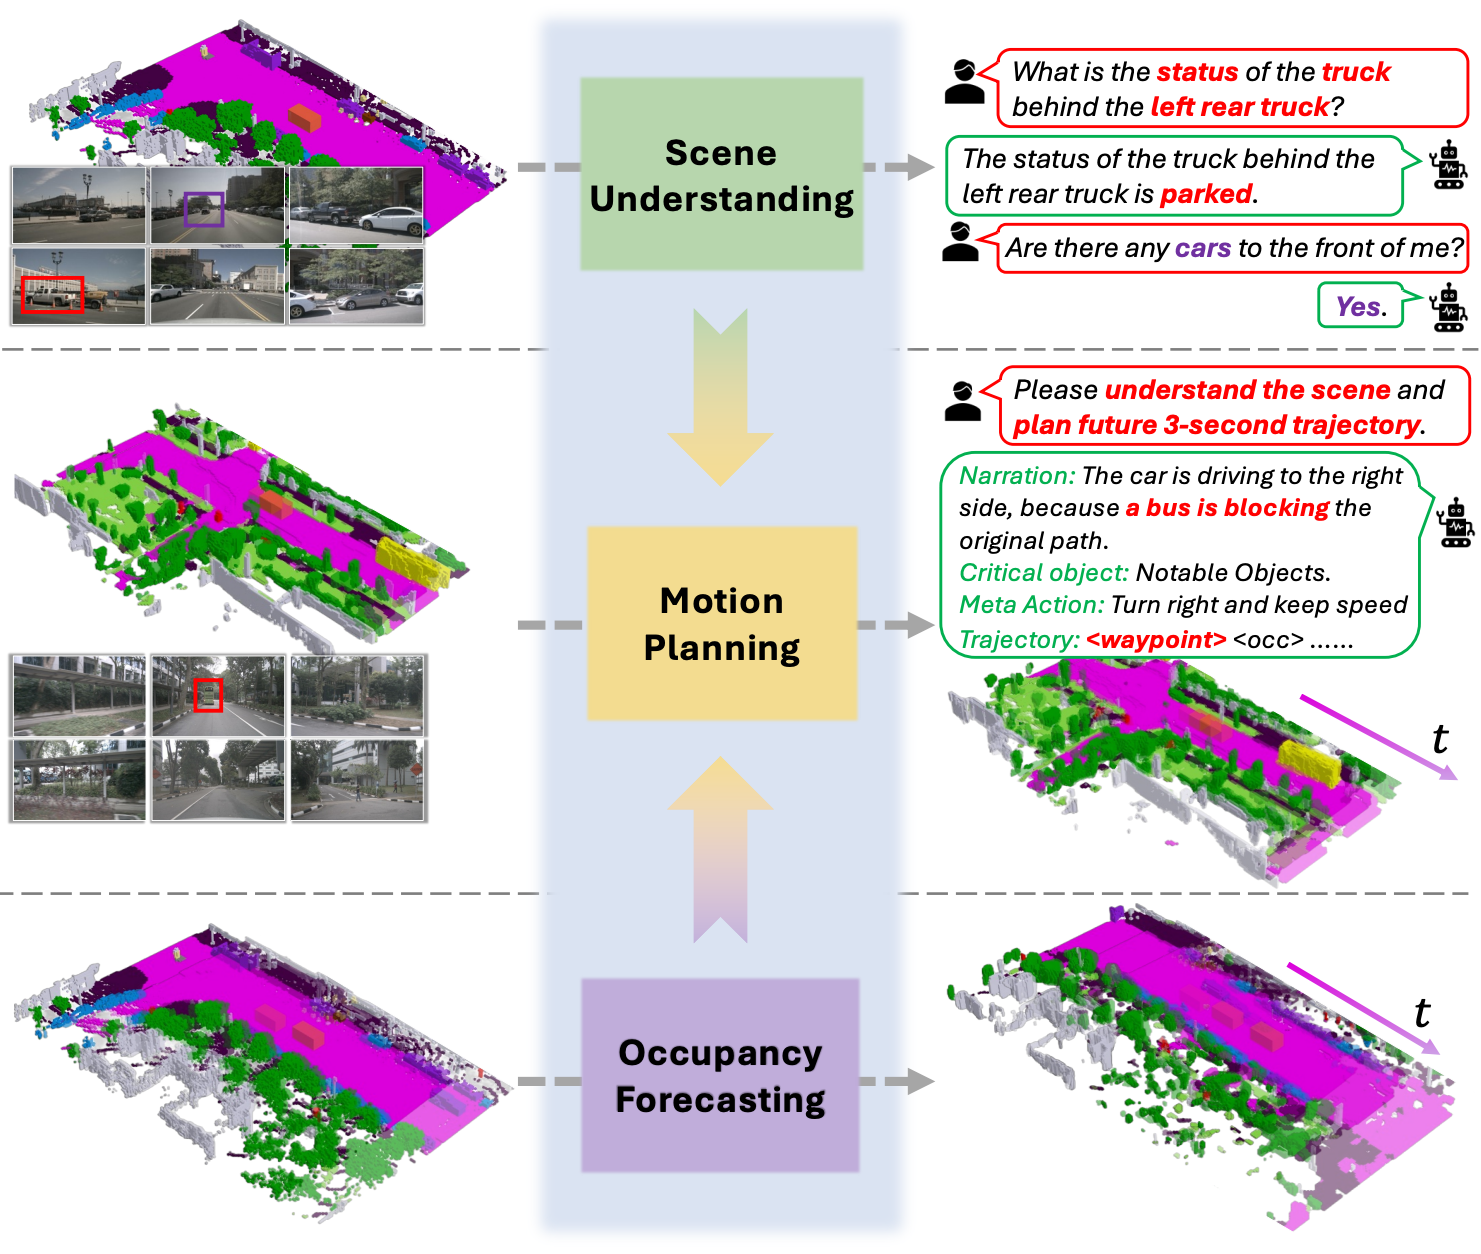 Scene
Understanding
What is the status of the truck
behind the left rear truck?
The status of the truck behind the
left rear truck is parked.
Are there any cars to the front of me?
Yes.
Motion
Planning
Please understand the scene and
plan future 3-second trajectory.
Narration: The car is driving to the right
side, because a bus is blocking the
original path.
Critical object: Notable Objects.
Meta Action: Turn right and keep speed
Trajectory: <waypoint> <occ> ......
t
Occupancy
Forecasting
t